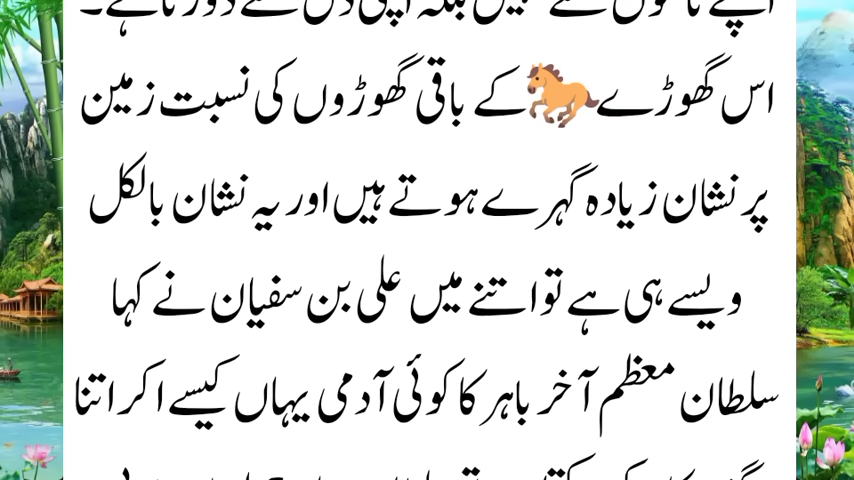 اس گھوڑے🐎کے باقی گھوڑوں کی نسبت زمین
پر نشان زیادہ گہرے ہوتے ہیں اور یہ نشان بالکل
ویسے ہی ہے تو اتنے میں علی بن سفیان نے کہا
سلطان معظم آخر باہر کا کوئی آدمی یہاں کیسے اکر اتنا